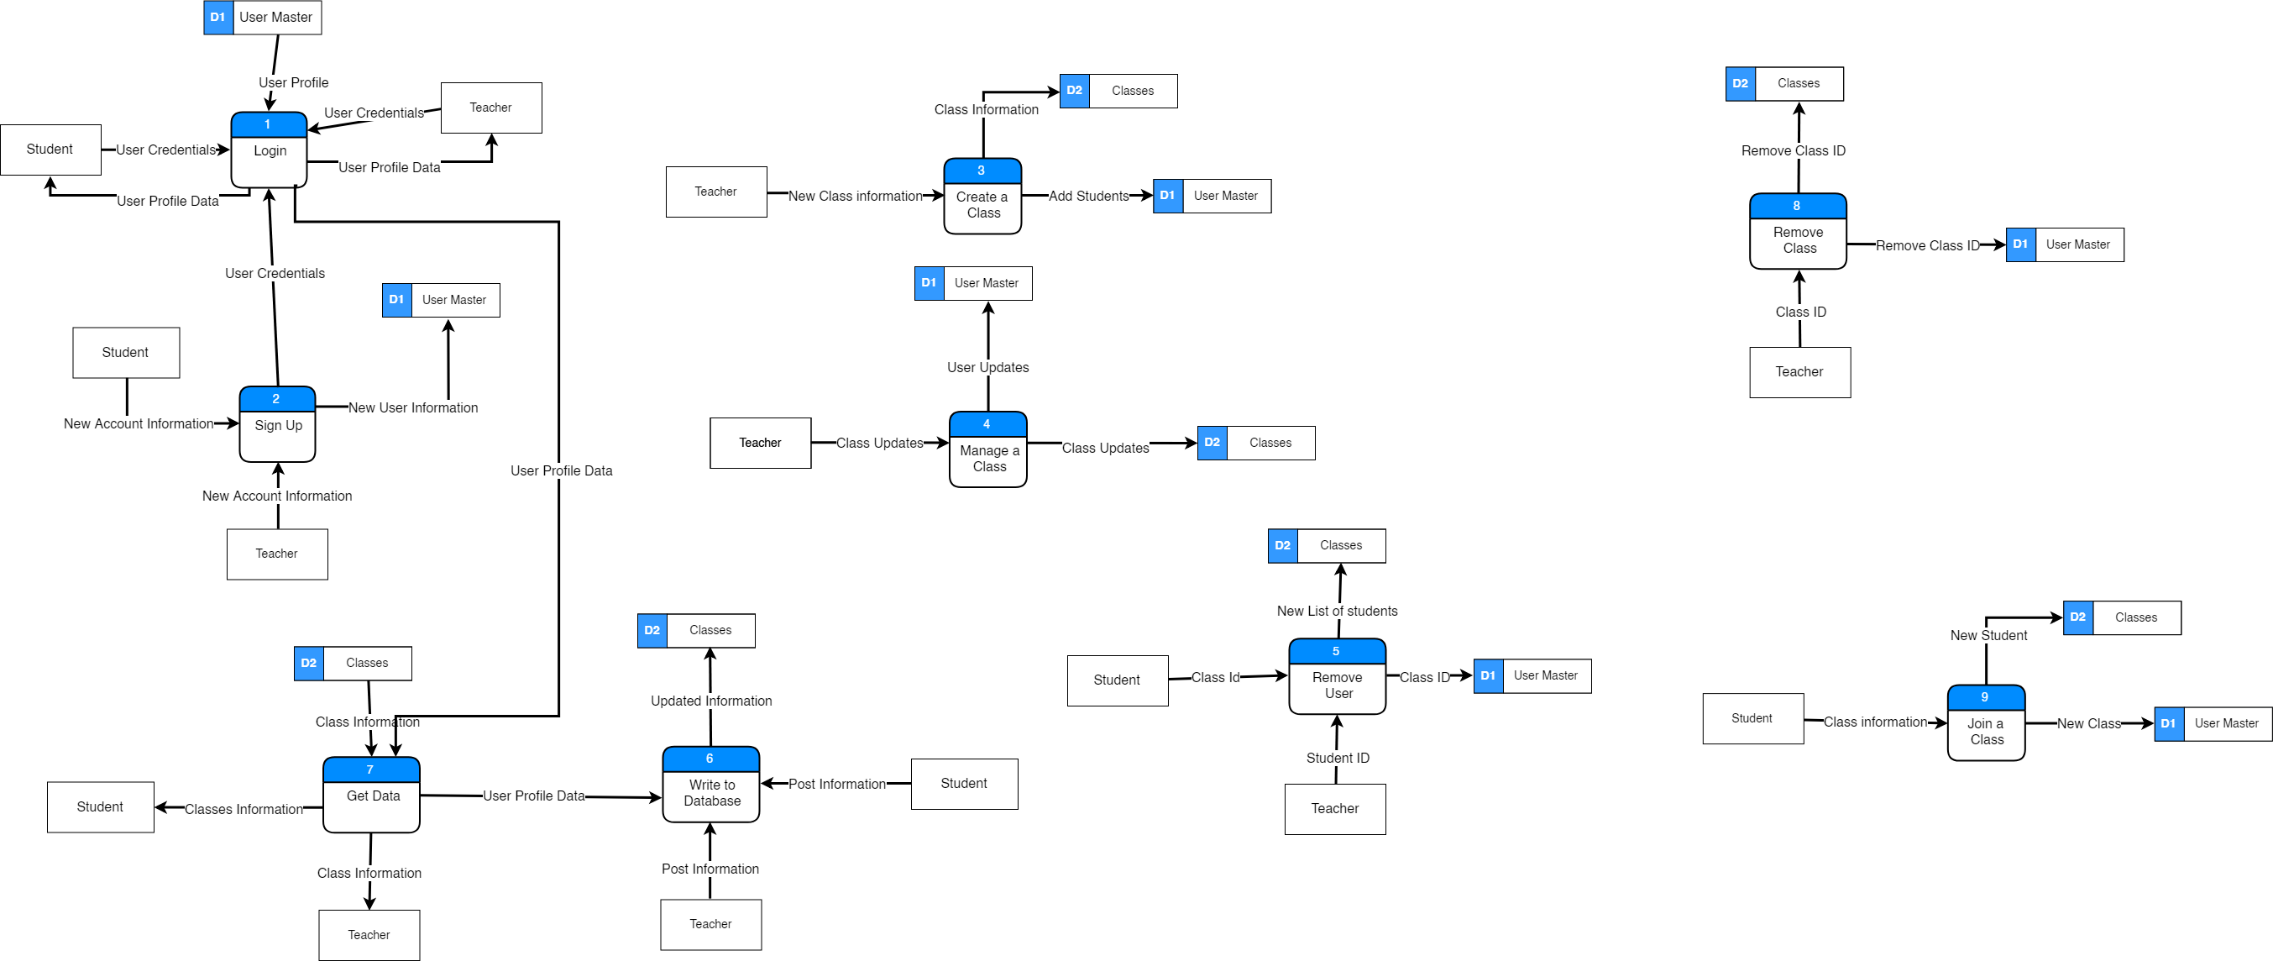 D1 User Master
User Profile
Student
User Credentials
1
Login
User Credentials
Teacher
User Profile Data
User Profile Data
User Credentials
D1 User Master
Student
New Account Information
2
Sign Up
New User Information
New Account Information
Teacher
User Profile Data
D2 Classes
Class Information
7
Get Data
Student
Classes Information
Class Information
Teacher
User Profile Data
D2 Classes
Updated Information
6
Write to
Database
Post Information
Student
Post Information
Teacher
D2 Classes
Class Information
Teacher
New Class information
3
Create a
Class
Add Students
D1 User Master
D1 User Master
User Updates
Teacher
Class Updates
4
Manage a
Class
Class Updates
D2 Classes
D2 Classes
New List of students
Student
Class Id
5
Remove
User
Class ID
D1 User Master
Student ID
Teacher
D2 Classes
Remove Class ID
8
Remove
Class
Remove Class ID
D1 User Master
Class ID
Teacher
D2 Classes
New Student
Student
Class information
9
Join a
Class
New Class
D1 User Master